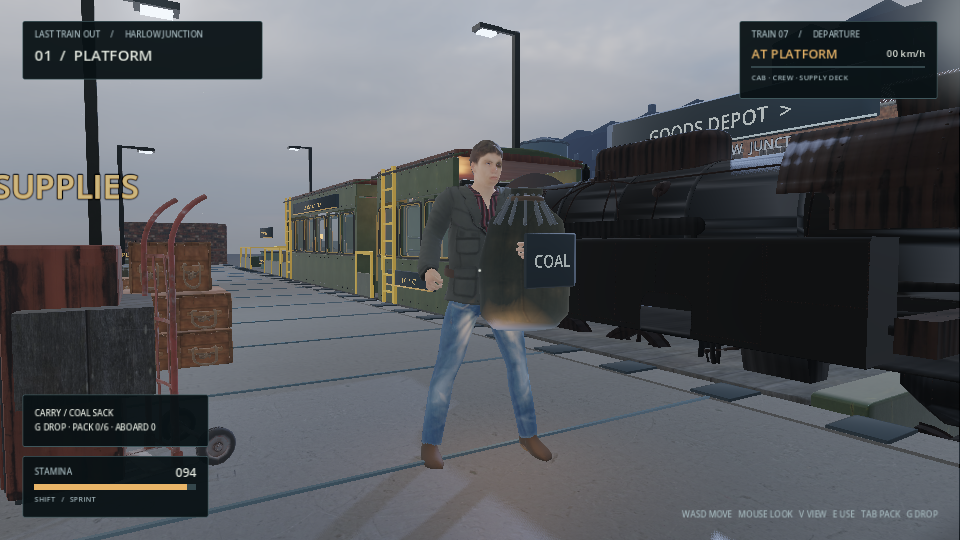 LAST TRAIN OUT / HARLOW JUNCTION
01 / PLATFORM
TRAIN 07 / DEPARTURE
AT PLATFORM 00 km/h
CAB · CREW · SUPPLY DECK
GOODS DEPOT >
W JUNCT
SUPPLIES
COAL
CARRY / COAL SACK
G DROP · PACK 0/6 · ABOARD 0
STAMINA 094
SHIFT / SPRINT
WASD MOVE MOUSE LOOK V VIEW E USE TAB PACK G DROP